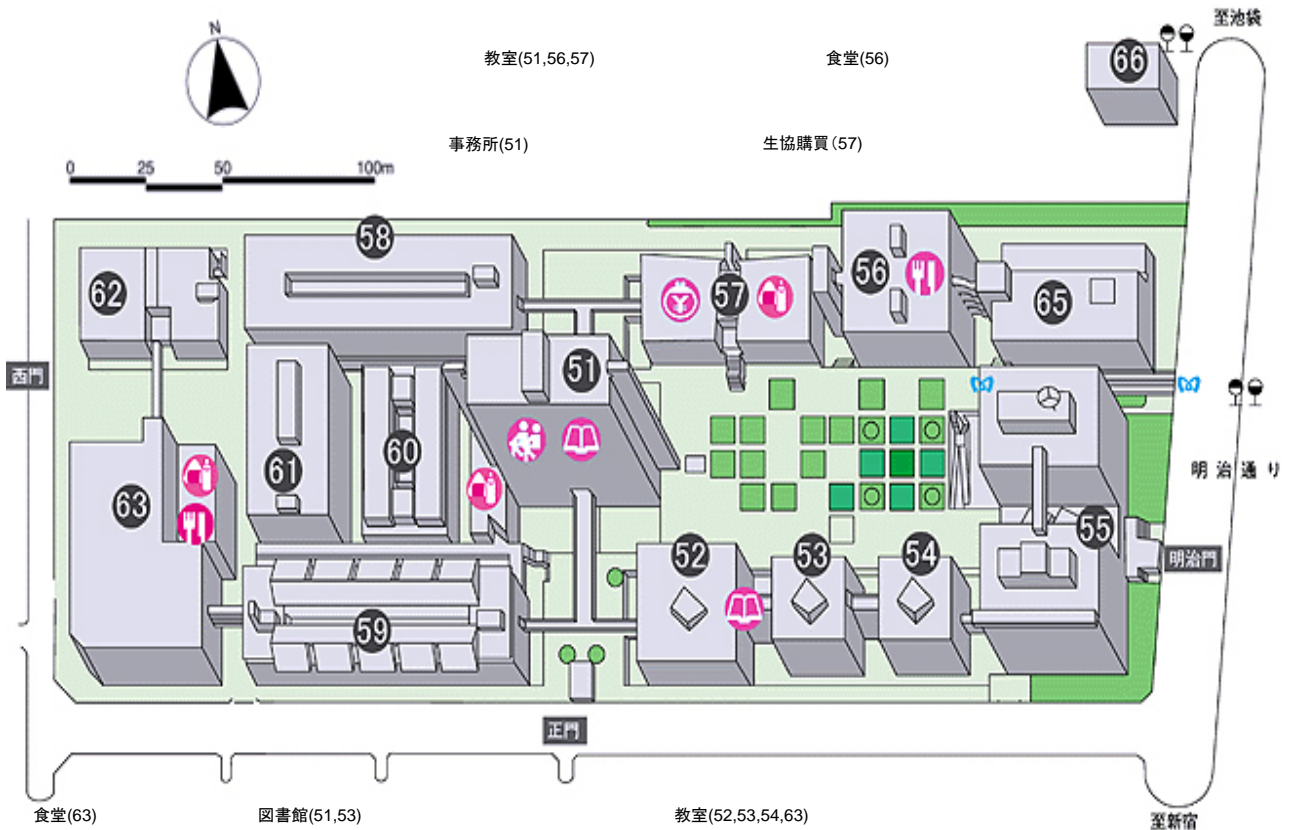 N
至池袋
教室(51,56,57)
食堂(56)
66
事務所(51)
生協購買(57)
0 25 50 100m
58
56
62
57
65
51
西門
60
61
明治通り
63
55
52
53
54
明治門
59
正門
食堂(63)
図書館(51,53)
教室(52,53,54,63)
至新宿